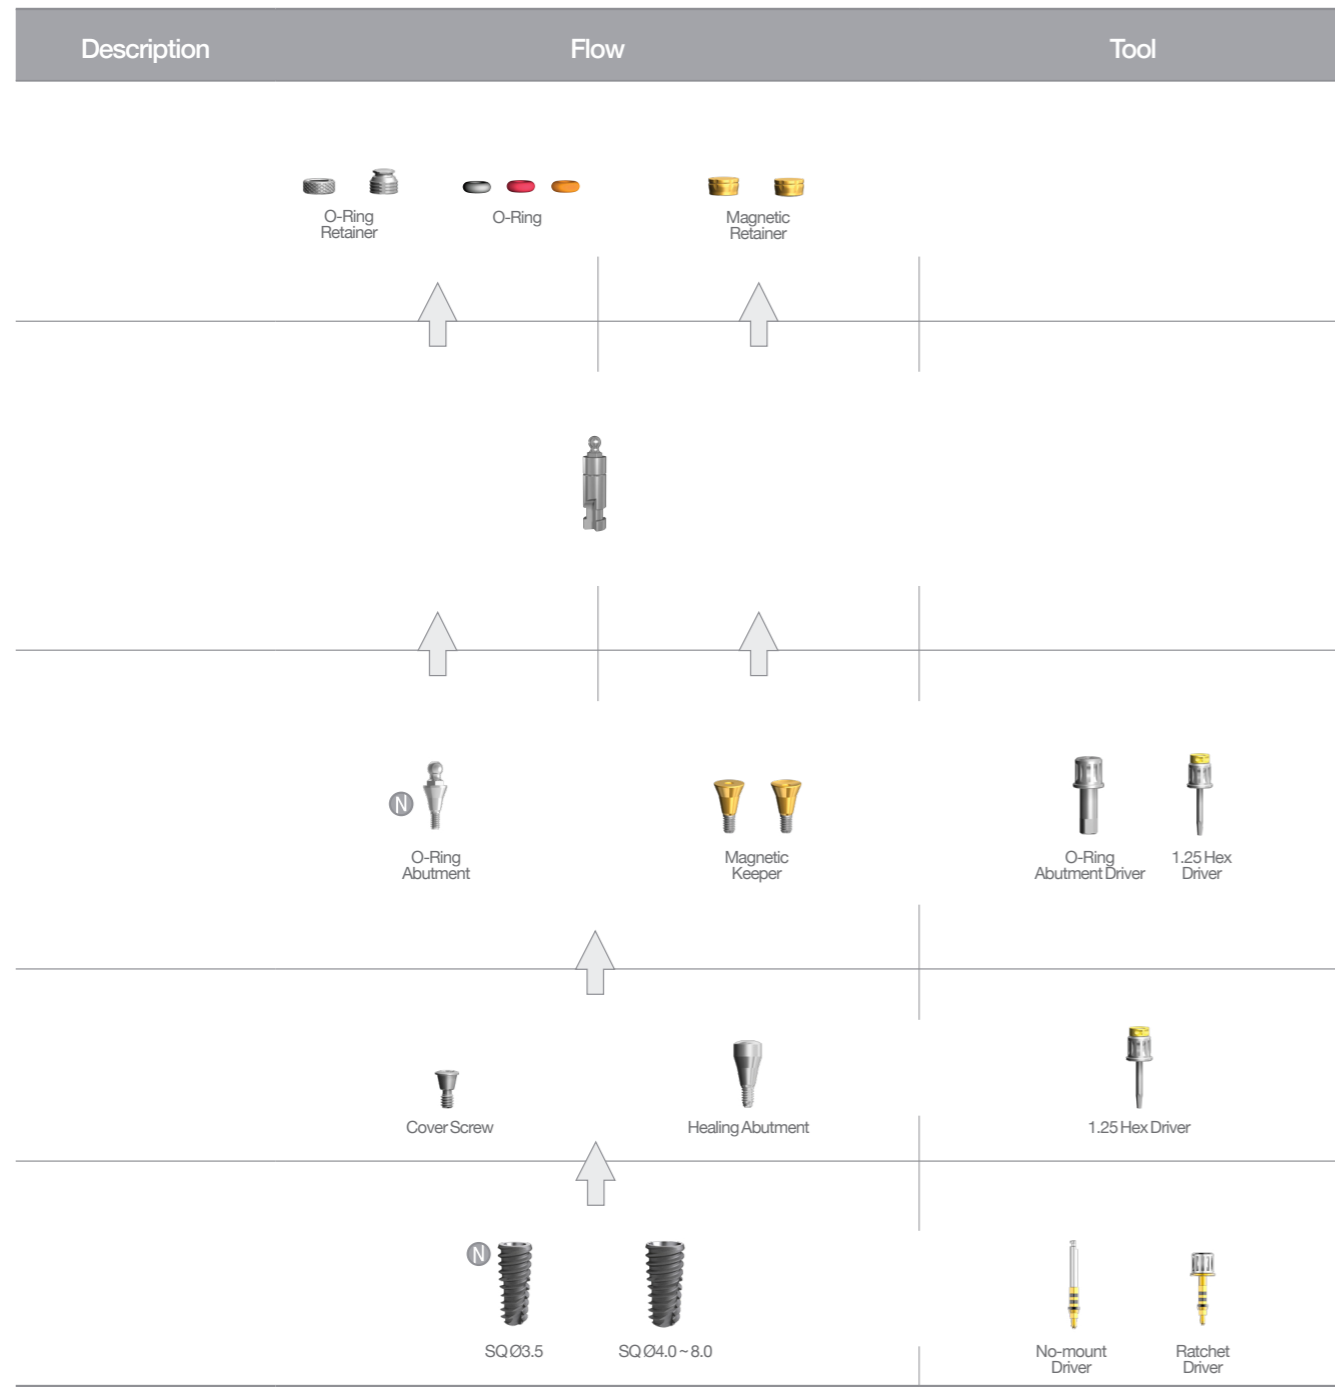 Description Flow Tool
O-Ring
Retainer
O-Ring
Magnetic
Retainer
N
O-Ring
Abutment
Magnetic
Keeper
O-Ring
Abutment Driver
1.25 Hex
Driver
Cover Screw
Healing Abutment
1.25 Hex Driver
N
SQ Ø3.5
SQ Ø4.0 ~ 8.0
No-mount
Driver
Ratchet
Driver